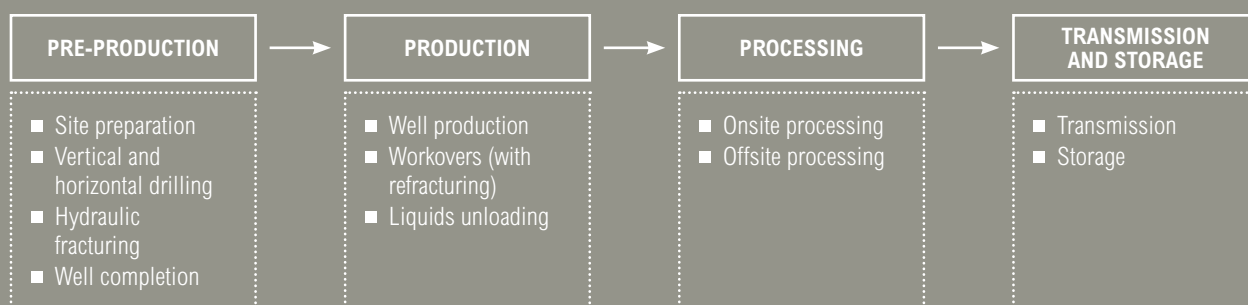 PRE-PRODUCTION
■ Site preparation
■ Vertical and
horizontal drilling
■ Hydraulic
fracturing
■ Well completion
PRODUCTION
■ Well production
■ Workovers (with
refracturing)
■ Liquids unloading
PROCESSING
■ Onsite processing
■ Offsite processing
TRANSMISSION
AND STORAGE
■ Transmission
■ Storage